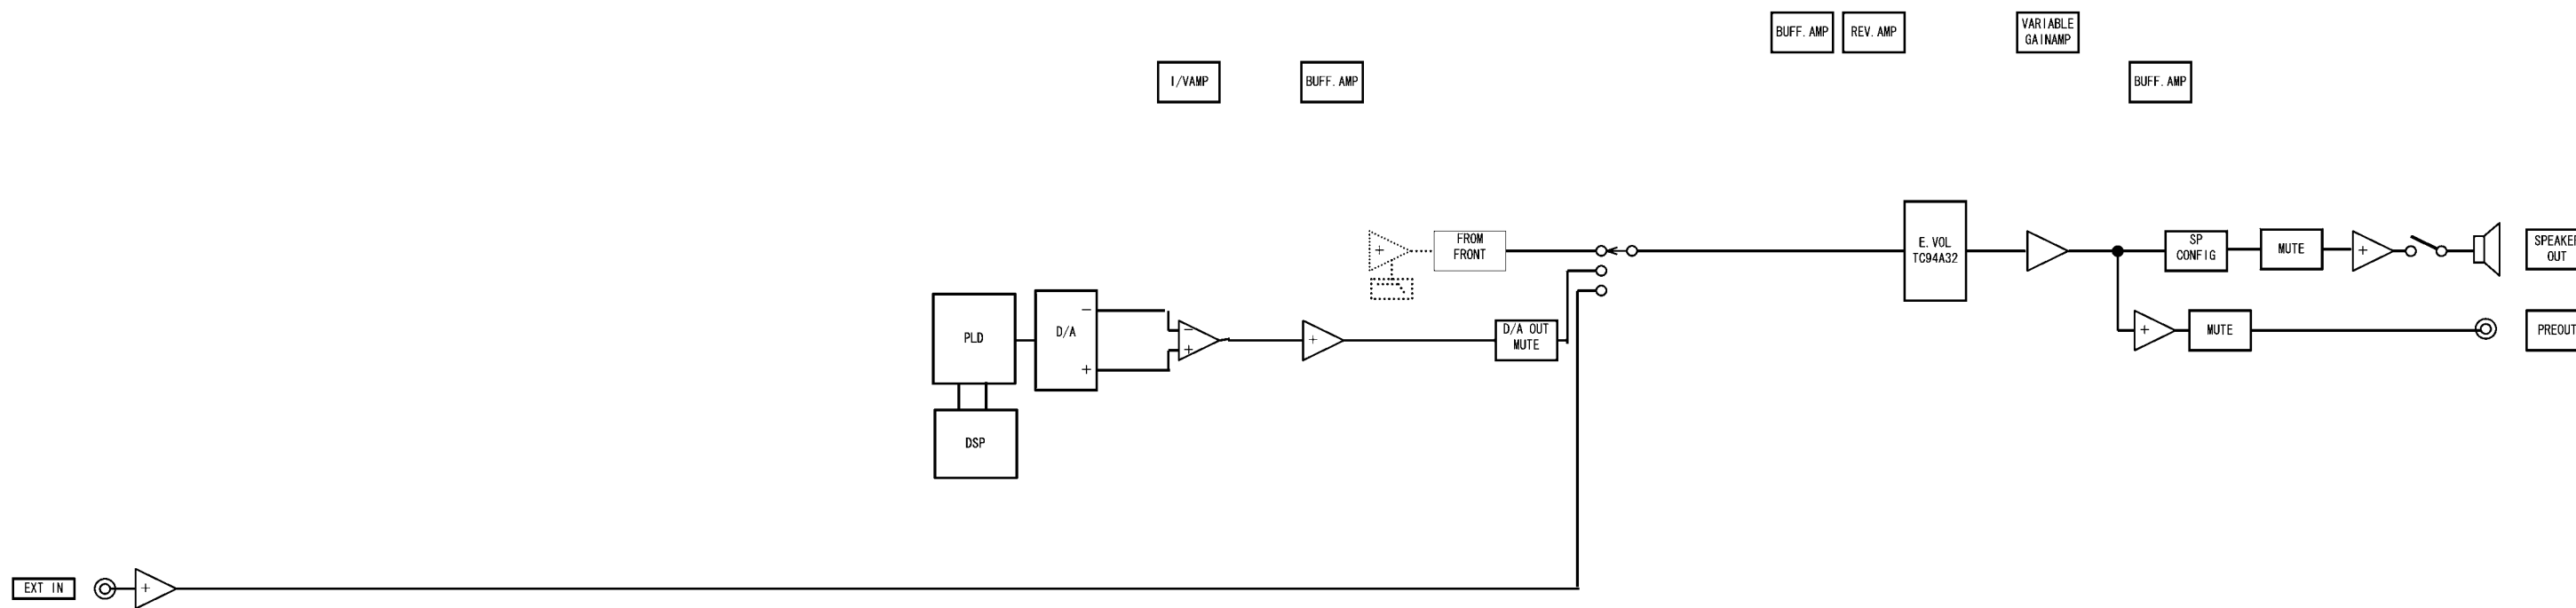 BUFF. AMP
REV. AMP
VARIABLE
GAINAMP
I/VAMP
BUFF. AMP
BUFF. AMP
+
FROM
FRONT
E. VOL
TC94A32
SP
CONFIG
MUTE
+
SPEAKER
OUT
PLD
D/A
−
+
−
+
+
D/A OUT
MUTE
+
MUTE
PREOUT
DSP
EXT IN
+